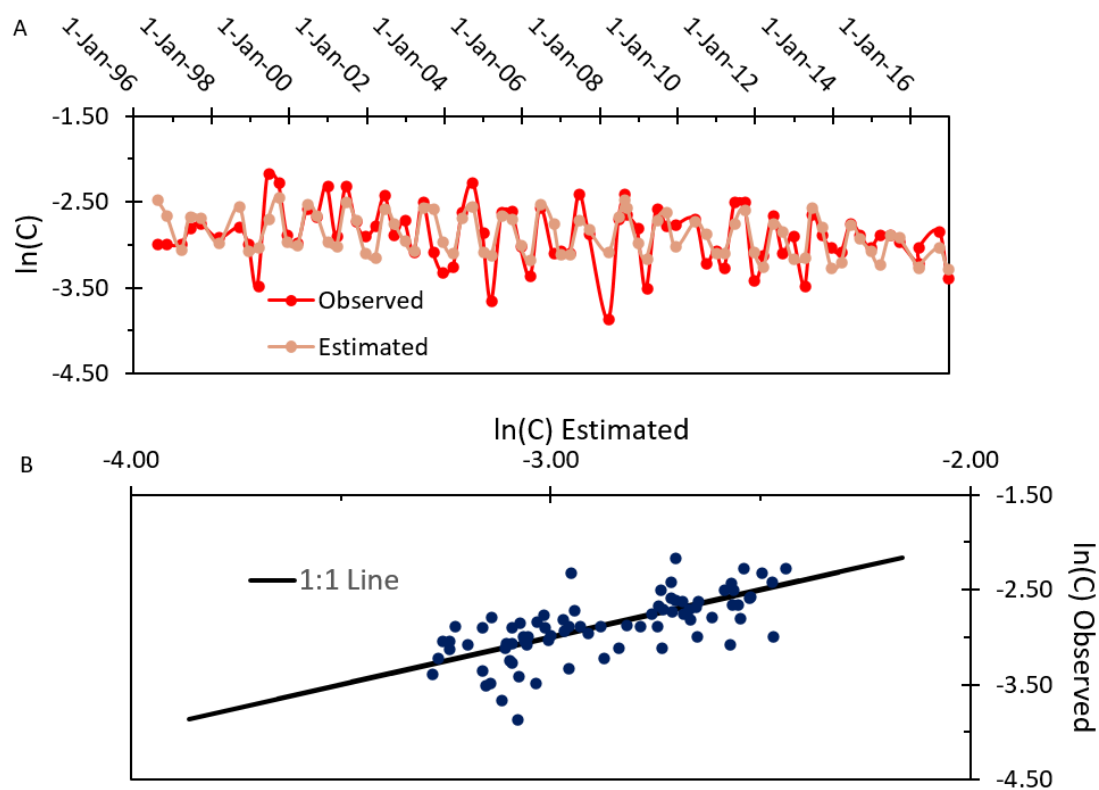 A
1-Jan-96
1-Jan-98
1-Jan-00
1-Jan-02
1-Jan-04
1-Jan-06
1-Jan-08
1-Jan-10
1-Jan-12
1-Jan-14
1-Jan-16
ln(C)
-1.50
-2.50
-3.50
-4.50
Observed
Estimated
B
ln(C) Estimated
-4.00
-3.00
-2.00
1:1 Line
-1.50
-2.50
-3.50
-4.50
ln(C) Observed